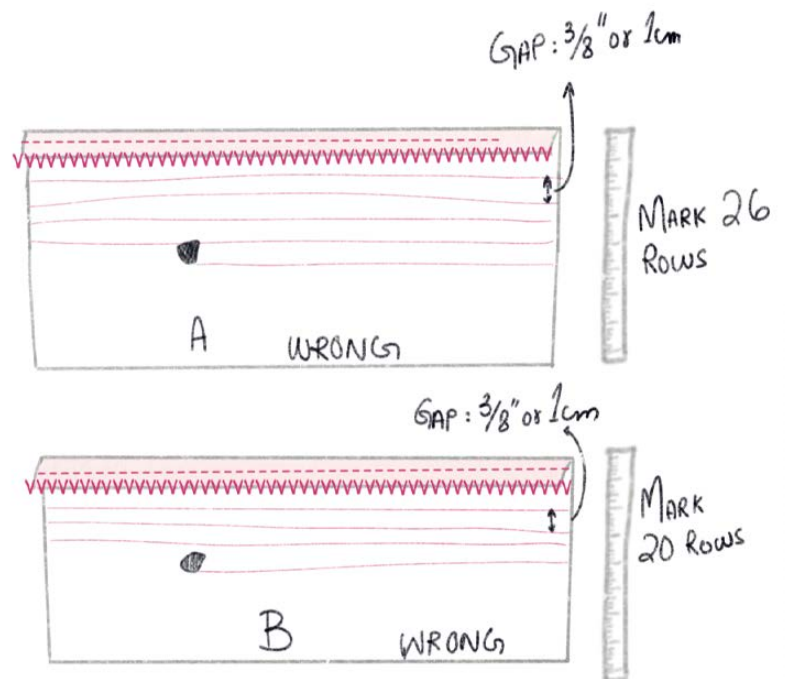 GAP: 3/8" or 1cm
MARK 26
ROWS
A
WRONG
GAP: 3/8" or 1cm
MARK
20 ROWS
B
WRONG